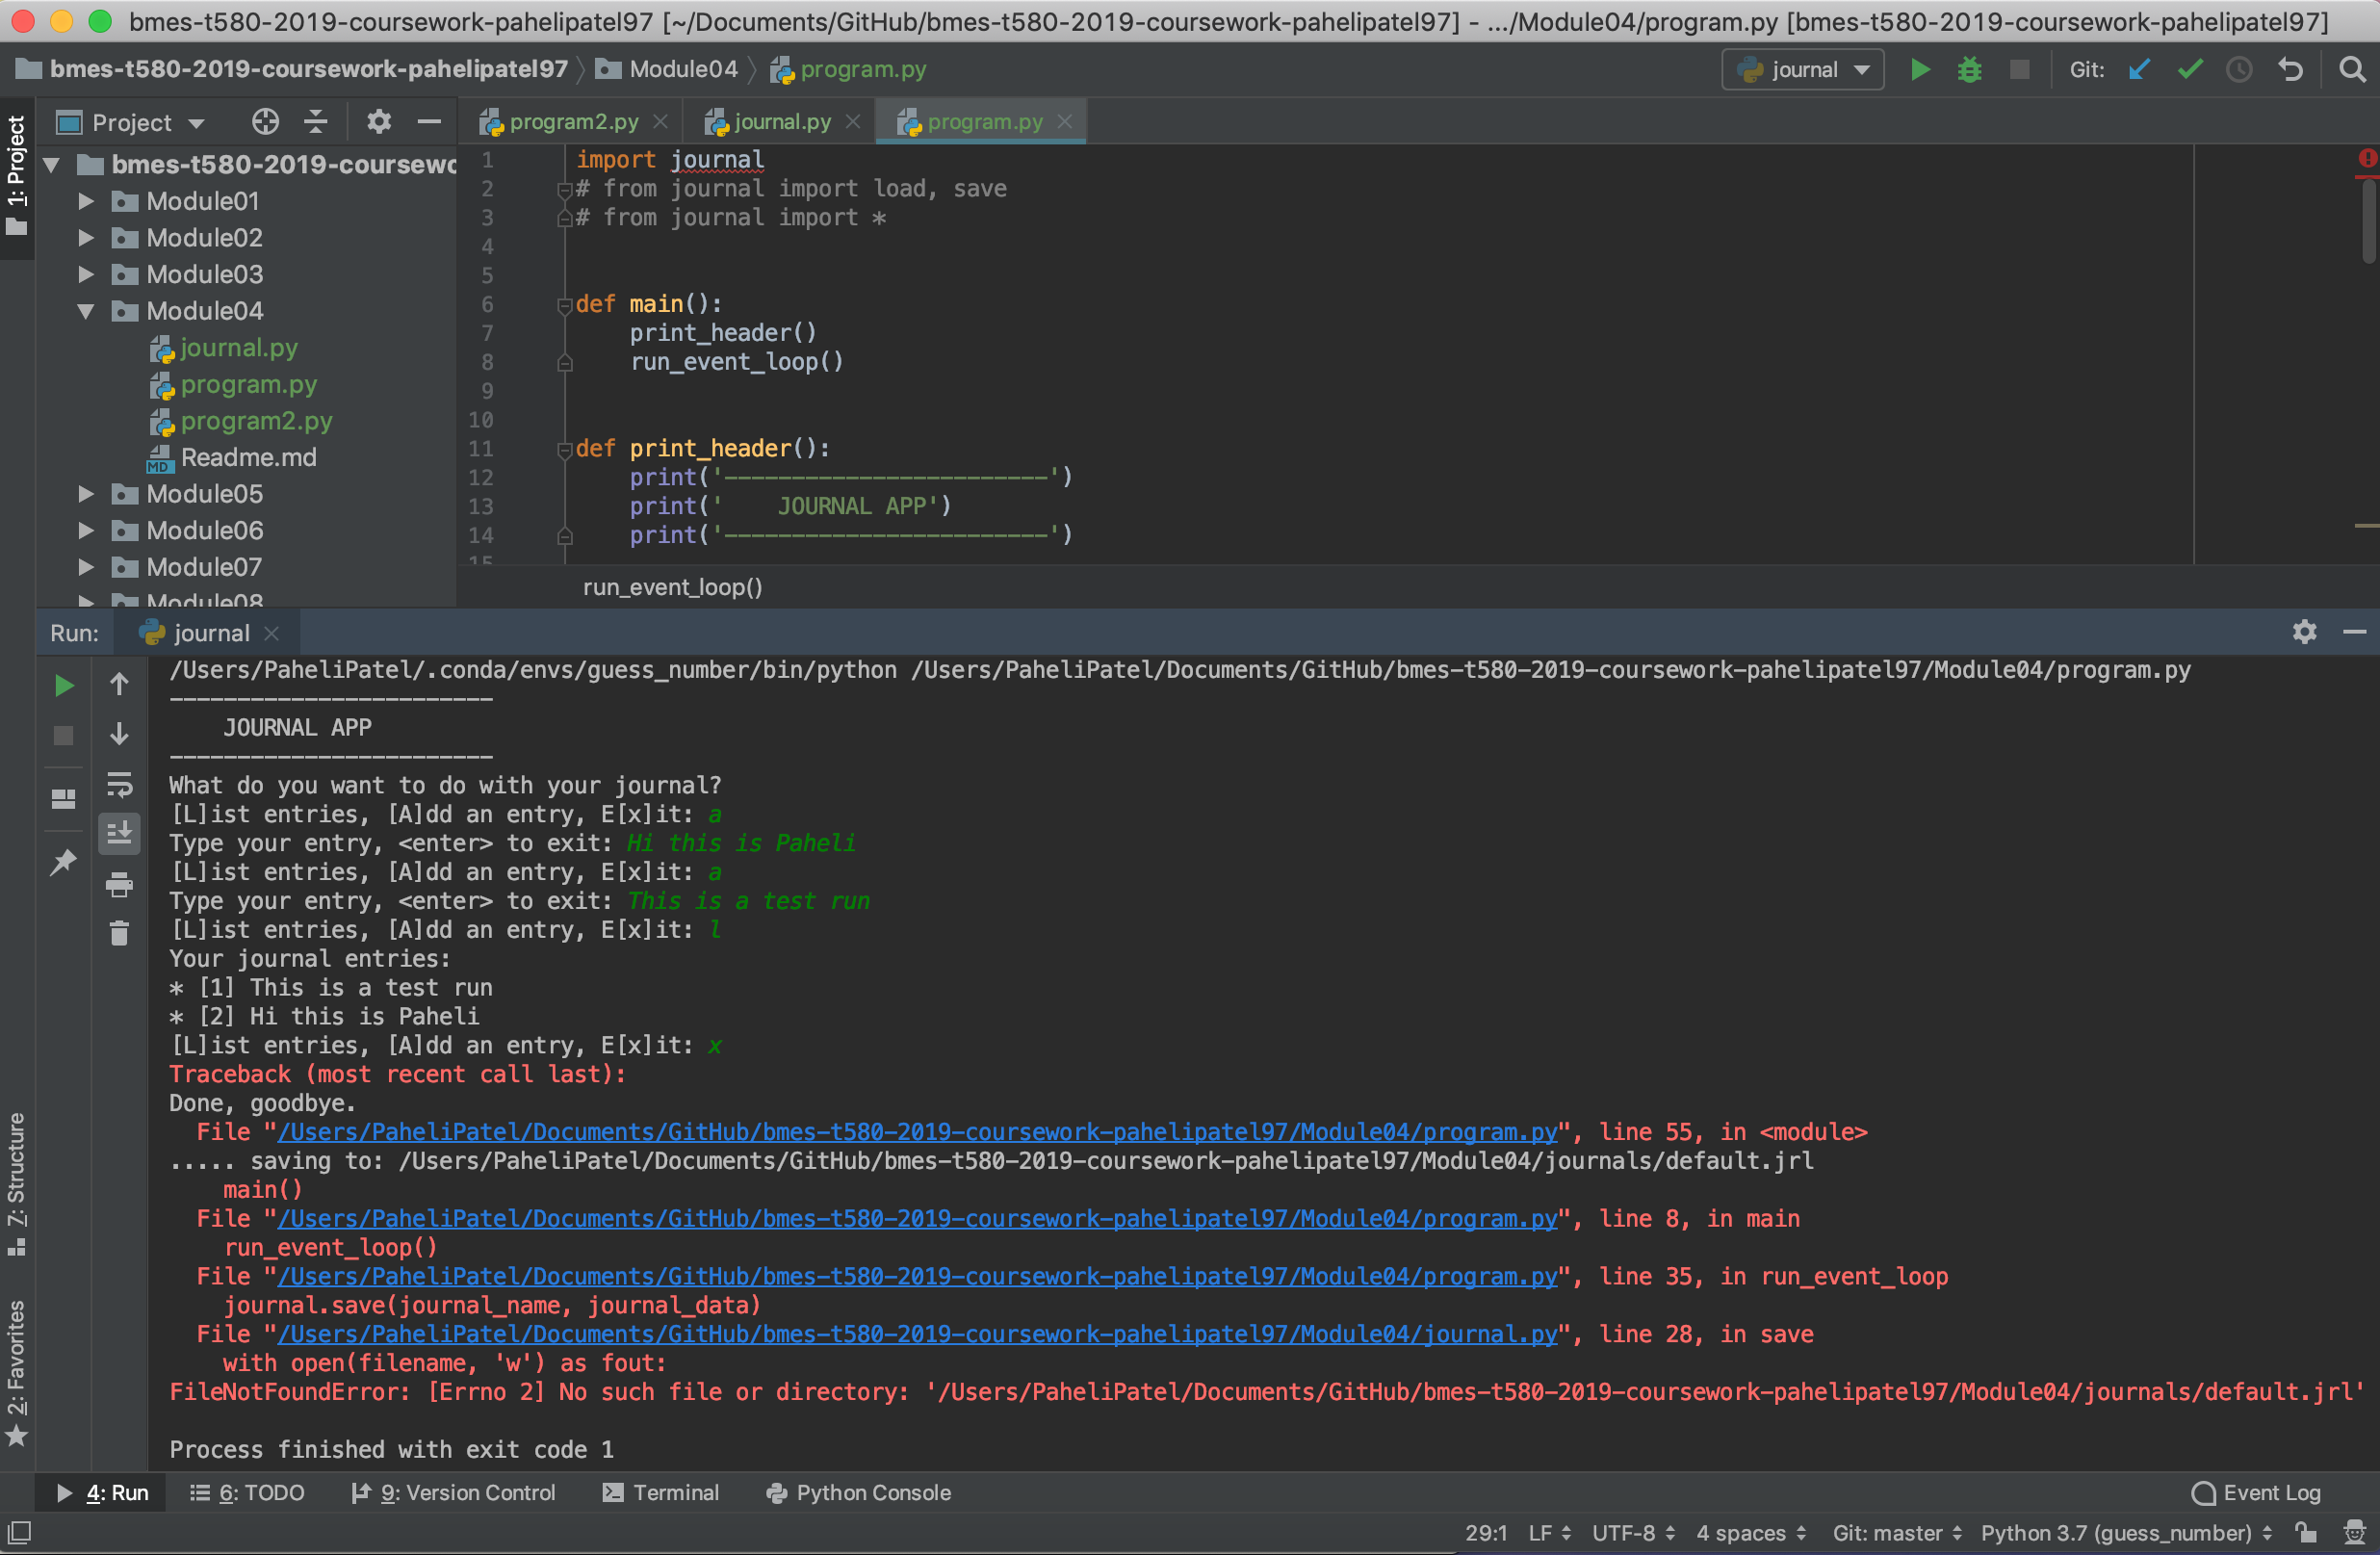 bmes-t580-2019-coursework-pahelipatel97 [~/Documents/GitHub/bmes-t580-2019-coursework-pahelipatel97] - .../Module04/program.py [bmes-t580-2019-coursework-pahelipatel97]
bmes-t580-2019-coursework-pahelipatel97 Module04 program.py journal Git:
1: Project
Project
program2.py journal.py program.py
bmes-t580-2019-coursewo
Module01
Module02
Module03
Module04
journal.py
program.py
program2.py
MD Readme.md
Module05
Module06
Module07
Module08
1 import journal
2 # from journal import load, save
3 # from journal import *
4
5
6 def main():
7     print_header()
8     run_event_loop()
9
10
11 def print_header():
12     print('------------------------')
13     print('    JOURNAL APP')
14     print('------------------------')
15
run_event_loop()
Run: journal
/Users/PaheliPatel/.conda/envs/guess_number/bin/python /Users/PaheliPatel/Documents/GitHub/bmes-t580-2019-coursework-pahelipatel97/Module04/program.py
------------------------
    JOURNAL APP
------------------------
What do you want to do with your journal?
[L]ist entries, [A]dd an entry, E[x]it: a
Type your entry, <enter> to exit: Hi this is Paheli
[L]ist entries, [A]dd an entry, E[x]it: a
Type your entry, <enter> to exit: This is a test run
[L]ist entries, [A]dd an entry, E[x]it: l
Your journal entries:
* [1] This is a test run
* [2] Hi this is Paheli
[L]ist entries, [A]dd an entry, E[x]it: x
Traceback (most recent call last):
Done, goodbye.
  File "/Users/PaheliPatel/Documents/GitHub/bmes-t580-2019-coursework-pahelipatel97/Module04/program.py", line 55, in <module>
..... saving to: /Users/PaheliPatel/Documents/GitHub/bmes-t580-2019-coursework-pahelipatel97/Module04/journals/default.jrl
    main()
  File "/Users/PaheliPatel/Documents/GitHub/bmes-t580-2019-coursework-pahelipatel97/Module04/program.py", line 8, in main
    run_event_loop()
  File "/Users/PaheliPatel/Documents/GitHub/bmes-t580-2019-coursework-pahelipatel97/Module04/program.py", line 35, in run_event_loop
    journal.save(journal_name, journal_data)
  File "/Users/PaheliPatel/Documents/GitHub/bmes-t580-2019-coursework-pahelipatel97/Module04/journal.py", line 28, in save
    with open(filename, 'w') as fout:
FileNotFoundError: [Errno 2] No such file or directory: '/Users/PaheliPatel/Documents/GitHub/bmes-t580-2019-coursework-pahelipatel97/Module04/journals/default.jrl'
Process finished with exit code 1
7: Structure
2: Favorites
4: Run 6: TODO 9: Version Control Terminal Python Console Event Log
29:1 LF UTF-8 4 spaces Git: master Python 3.7 (guess_number)